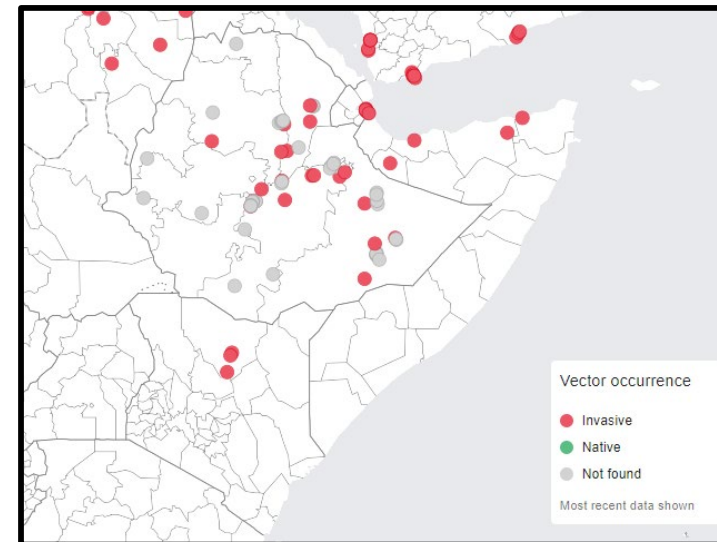 Vector occurrence
Invasive
Native
Not found
Most recent data shown